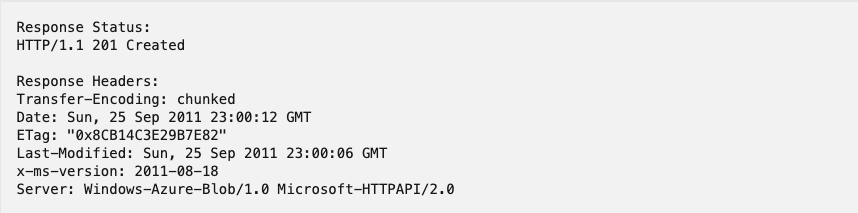 Response Status:
HTTP/1.1 201 Created
Response Headers:
Transfer-Encoding: chunked
Date: Sun, 25 Sep 2011 23:00:12 GMT
ETag: "0x8CB14C3E29B7E82"
Last-Modified: Sun, 25 Sep 2011 23:00:06 GMT
x-ms-version: 2011-08-18
Server: Windows-Azure-Blob/1.0 Microsoft-HTTPAPI/2.0